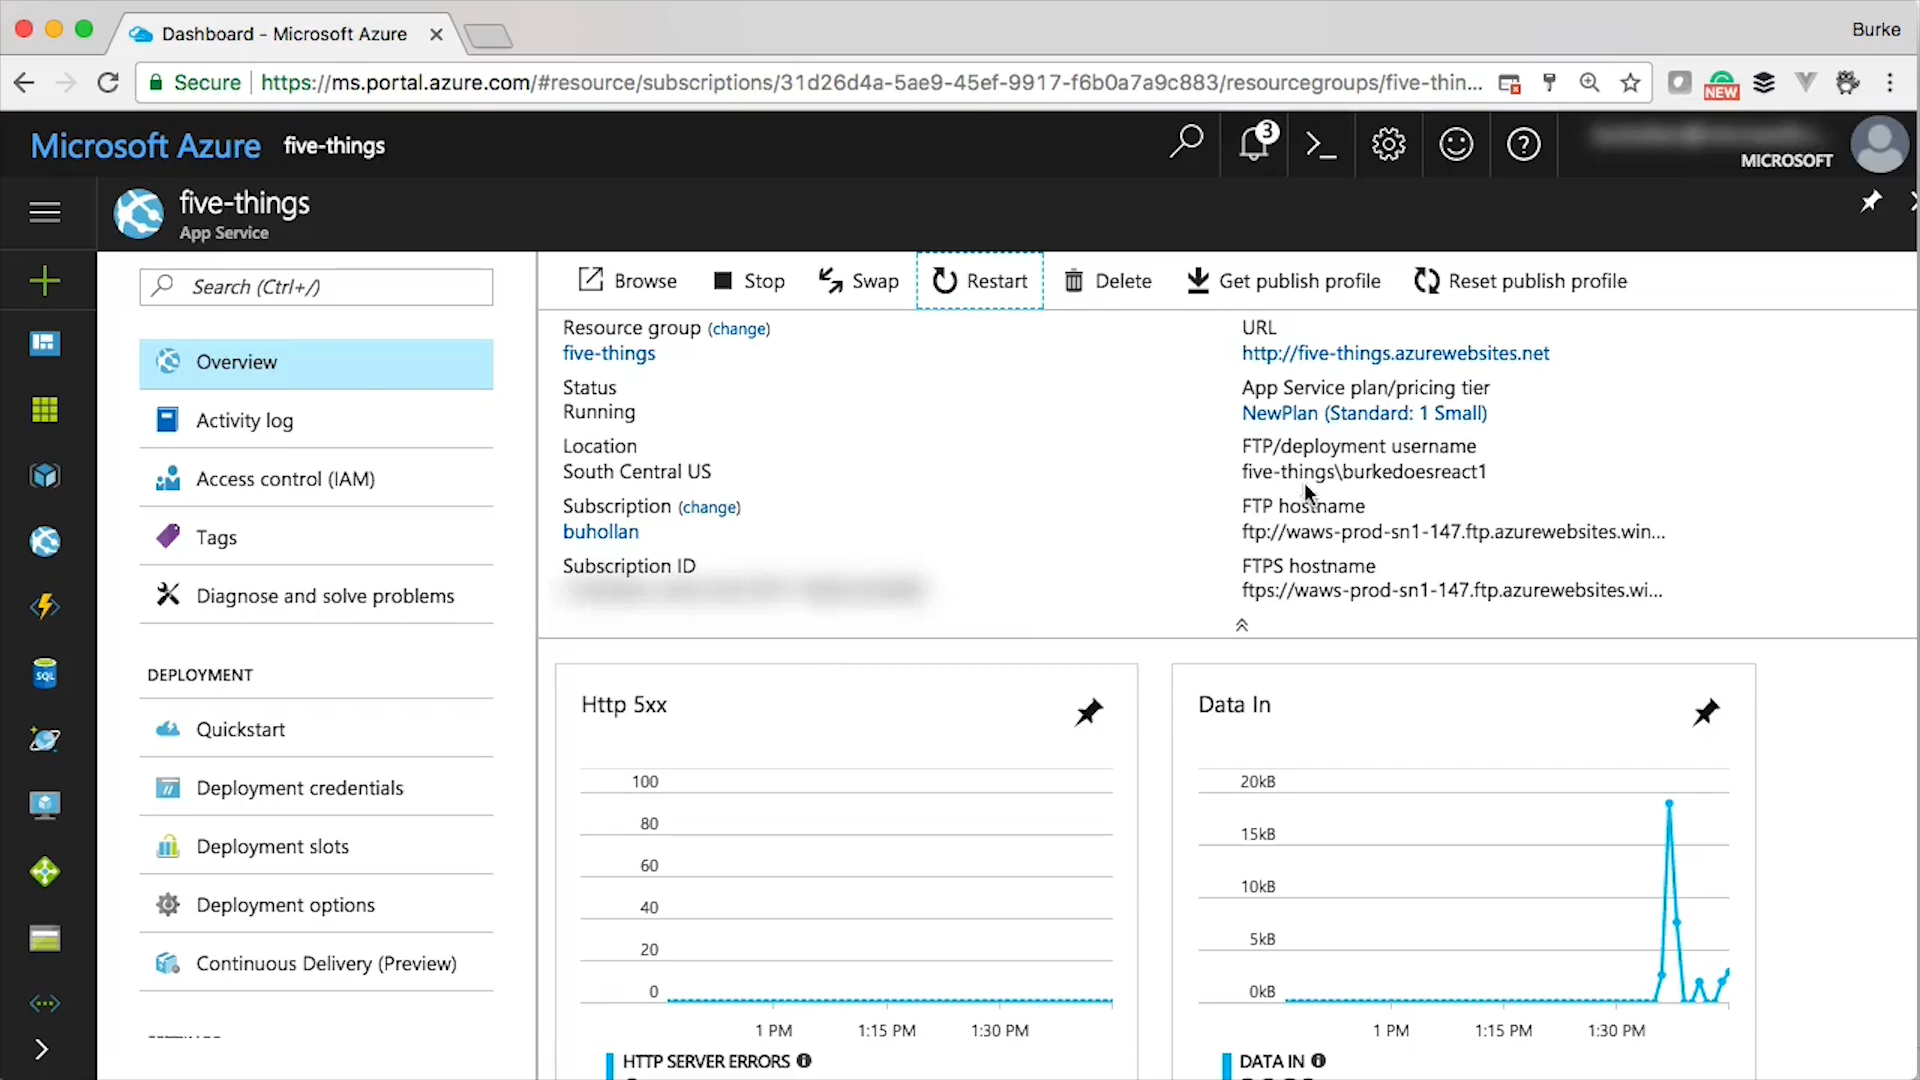 Dashboard - Microsoft Azure
Burke
Secure
https://ms.portal.azure.com/#resource/subscriptions/31d26d4a-5ae9-45ef-9917-f6b0a7a9c883/resourcegroups/five-thin...
NEW
Microsoft Azure five-things
3
MICROSOFT
five-things
App Service
Search (Ctrl+/)
Overview
Activity log
Access control (IAM)
Tags
Diagnose and solve problems
DEPLOYMENT
Quickstart
Deployment credentials
Deployment slots
Deployment options
Continuous Delivery (Preview)
SQL
Browse Stop Swap Restart Delete Get publish profile Reset publish profile
Resource group (change)
five-things
Status
Running
Location
South Central US
Subscription (change)
buhollan
Subscription ID
URL
http://five-things.azurewebsites.net
App Service plan/pricing tier
NewPlan (Standard: 1 Small)
FTP/deployment username
five-things\burkedoesreact1
FTP hostname
ftp://waws-prod-sn1-147.ftp.azurewebsites.win...
FTPS hostname
ftps://waws-prod-sn1-147.ftp.azurewebsites.wi...
Http 5xx
100
80
60
40
20
0
1 PM 1:15 PM 1:30 PM
HTTP SERVER ERRORS
Data In
20kB
15kB
10kB
5kB
0kB
1 PM 1:15 PM 1:30 PM
DATA IN